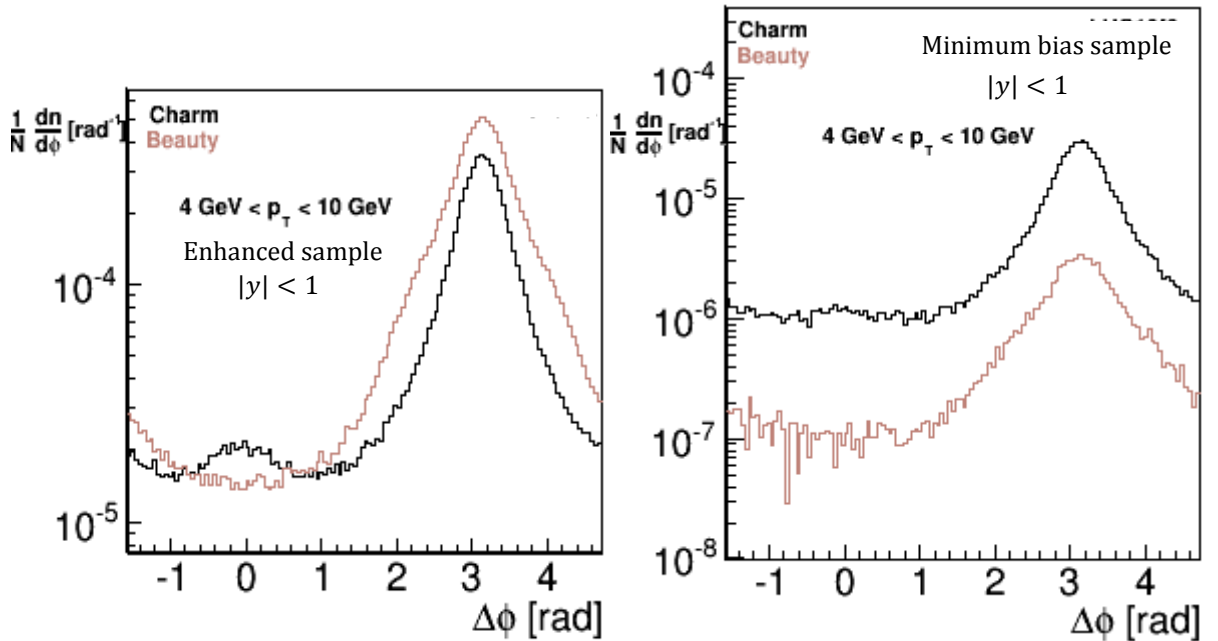 1/N dn/dϕ [rad⁻¹]
Charm
Beauty
4 GeV < p_T < 10 GeV
Enhanced sample
|y| < 1
10⁻⁴
10⁻⁵
-1 0 1 2 3 4
Δϕ [rad]
Charm
Beauty
Minimum bias sample
|y| < 1
10⁻⁴
1/N dn/dϕ [rad⁻¹]
4 GeV < p_T < 10 GeV
10⁻⁵
10⁻⁶
10⁻⁷
10⁻⁸
-1 0 1 2 3 4
Δϕ [rad]